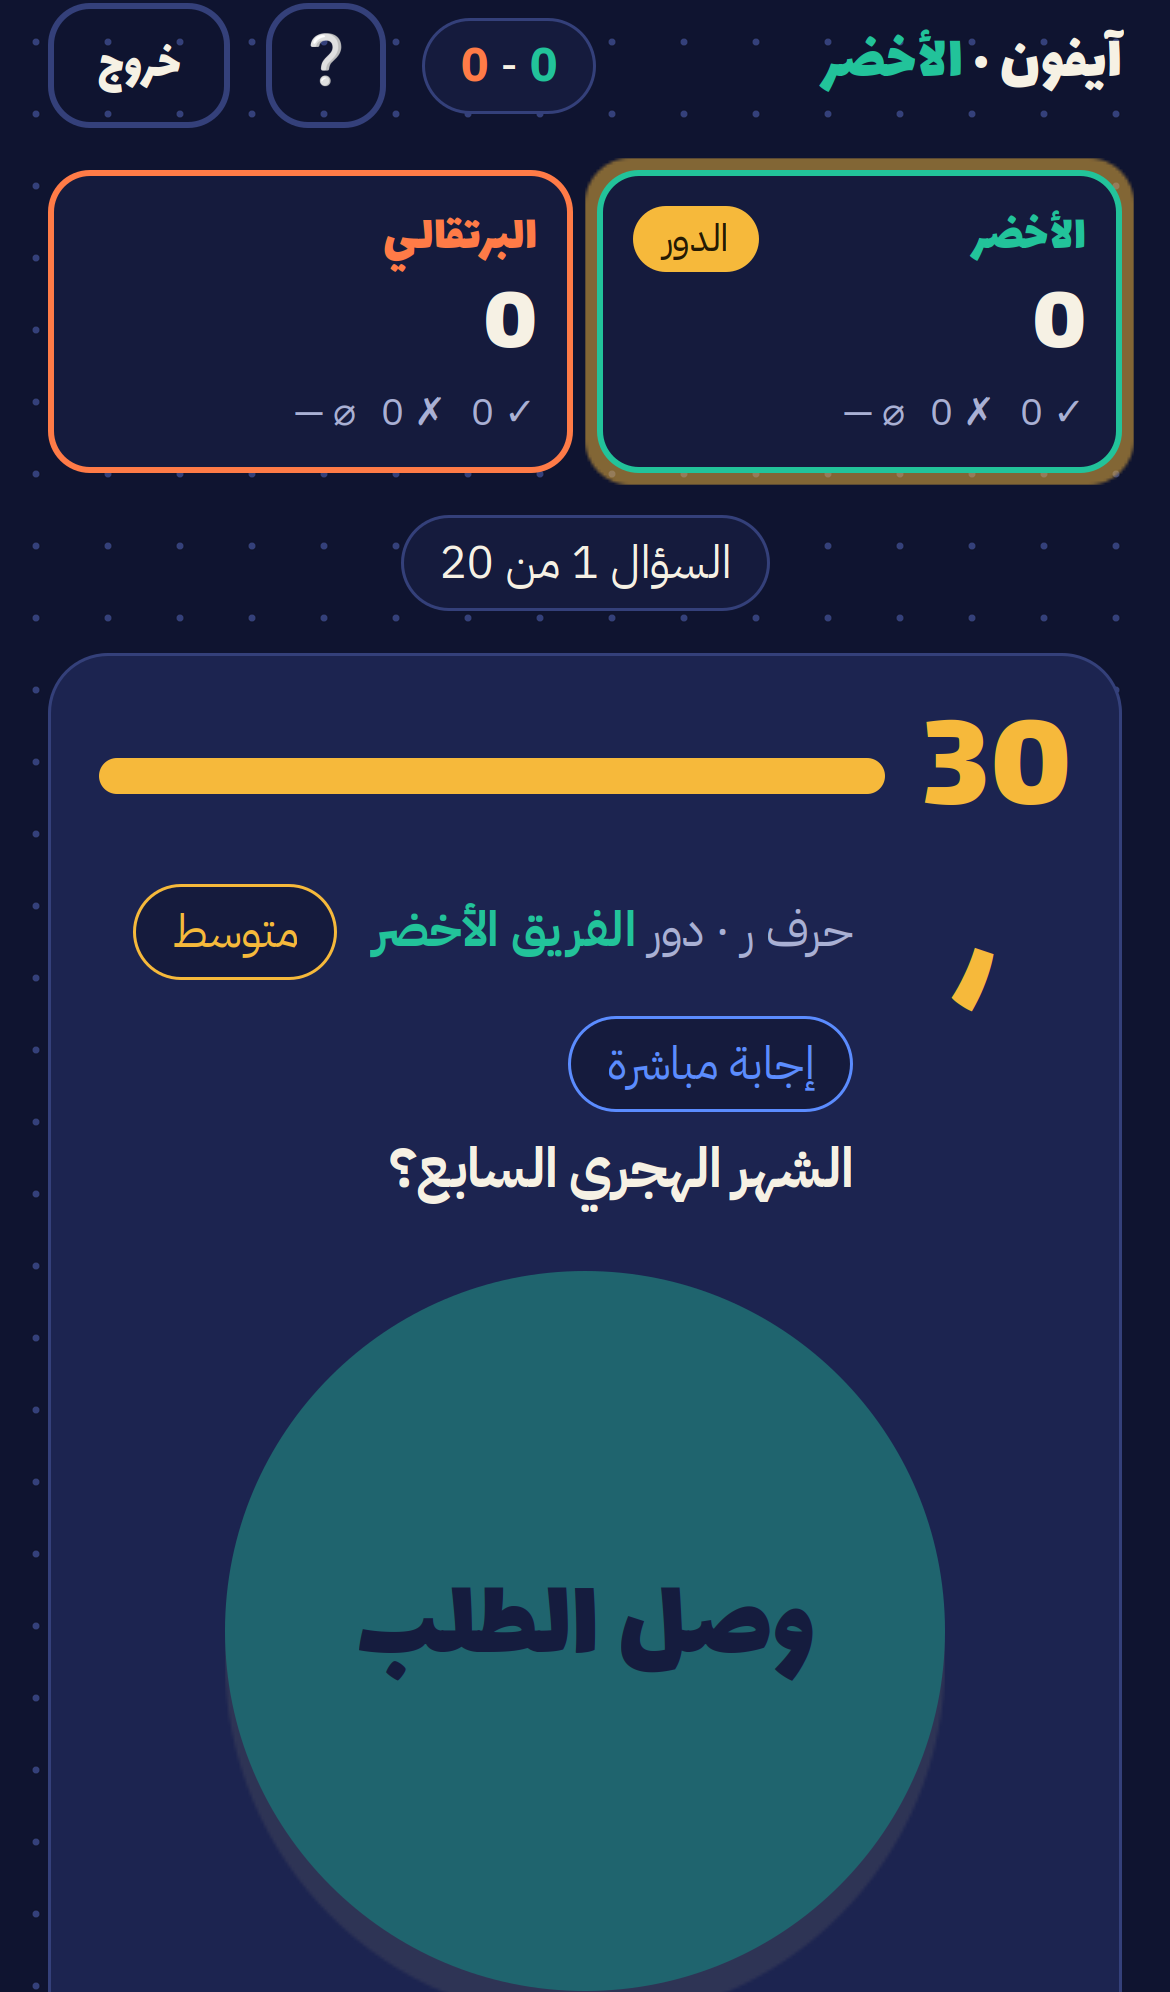 آيفون · الأخضر
0 - 0
❔
خروج
الأخضر
الدور
0
✓ 0 ✗ 0 ⌀ —
البرتقالي
0
✓ 0 ✗ 0 ⌀ —
السؤال 1 من 20
30
ر
حرف ر · دور الفريق الأخضر
متوسط
إجابة مباشرة
الشهر الهجري السابع؟
وصل الطلب